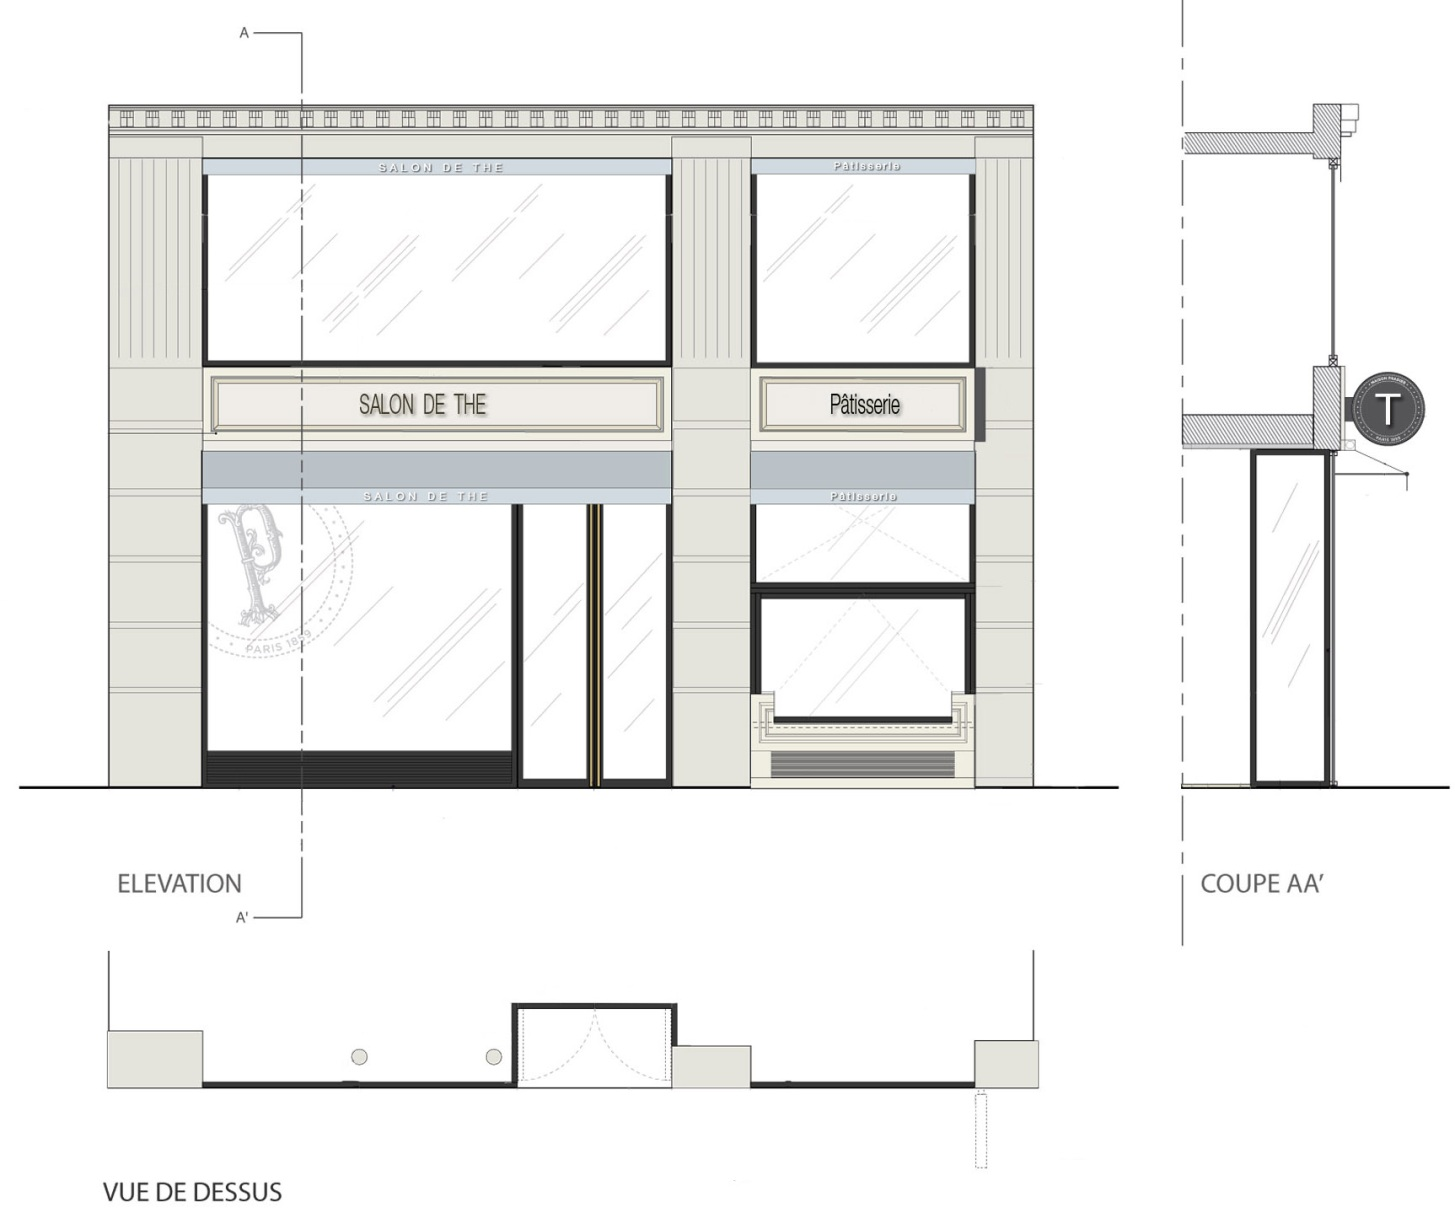 A
SALON DE THE
Pâtisserie
SALON DE THE
Pâtisserie
T
SALON DE THE
Pâtisserie
P
PARIS 1859
ELEVATION
COUPE AA'
A'
VUE DE DESSUS